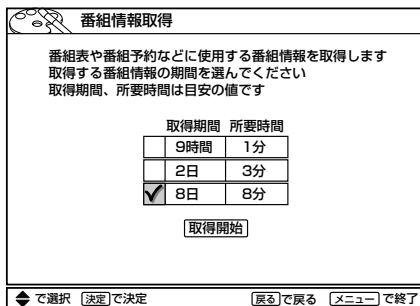 番組情報取得
番組表や番組予約などに使用する番組情報を取得します
取得する番組情報の期間を選んでください
取得期間、所要時間は目安の値です
取得期間 所要時間
9時間 1分
2日 3分
8日 8分
取得開始
で選択 決定で決定 戻るで戻る メニューで終了